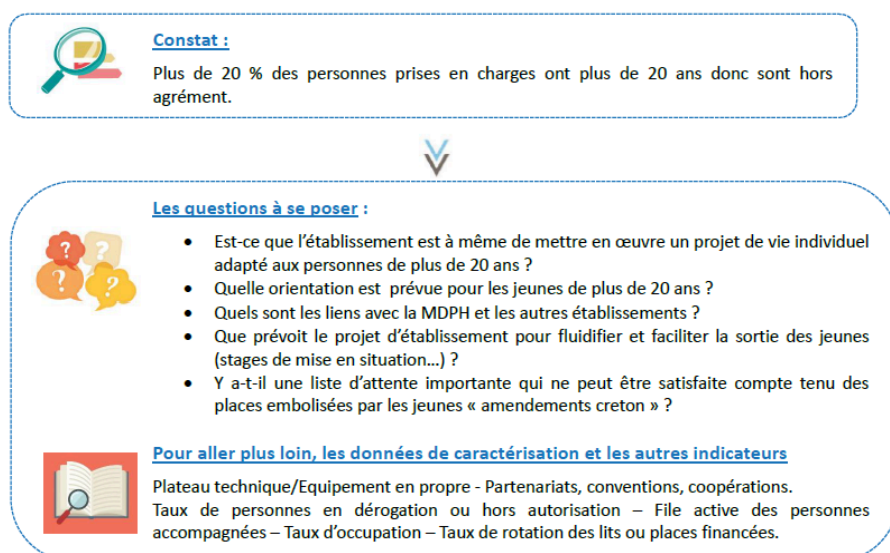 Constat :
Plus de 20 % des personnes prises en charges ont plus de 20 ans donc sont hors
agrément.
Les questions à se poser :
• Est-ce que l'établissement est à même de mettre en œuvre un projet de vie individuel
adapté aux personnes de plus de 20 ans ?
• Quelle orientation est prévue pour les jeunes de plus de 20 ans ?
• Quels sont les liens avec la MDPH et les autres établissements ?
• Que prévoit le projet d'établissement pour fluidifier et faciliter la sortie des jeunes
(stages de mise en situation…) ?
• Y a-t-il une liste d'attente importante qui ne peut être satisfaite compte tenu des
places embolisées par les jeunes « amendements creton » ?
Pour aller plus loin, les données de caractérisation et les autres indicateurs
Plateau technique/Equipement en propre - Partenariats, conventions, coopérations.
Taux de personnes en dérogation ou hors autorisation – File active des personnes
accompagnées – Taux d'occupation – Taux de rotation des lits ou places financées.